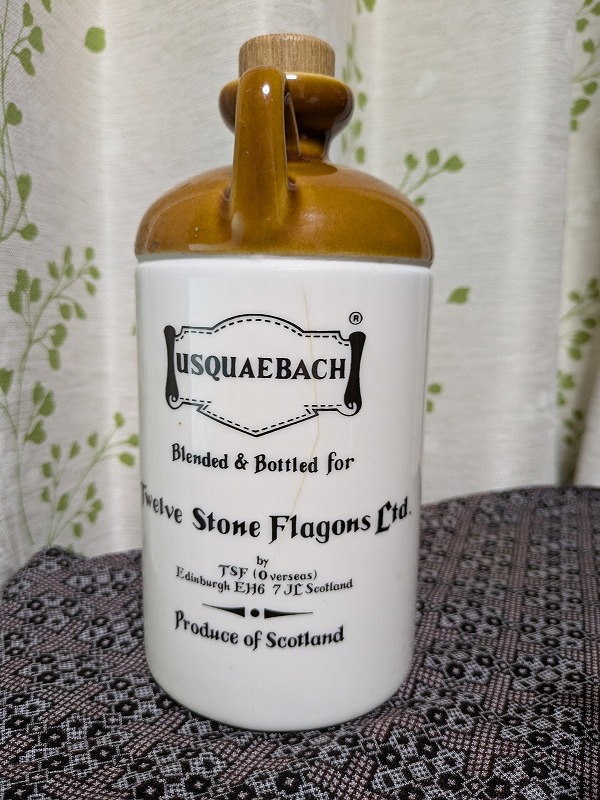 ®
USQUAEBACH
Blended & Bottled for
Twelve Stone Flagons Ltd.
by
TSF (Overseas)
Edinburgh EH6 7JL Scotland
Produce of Scotland